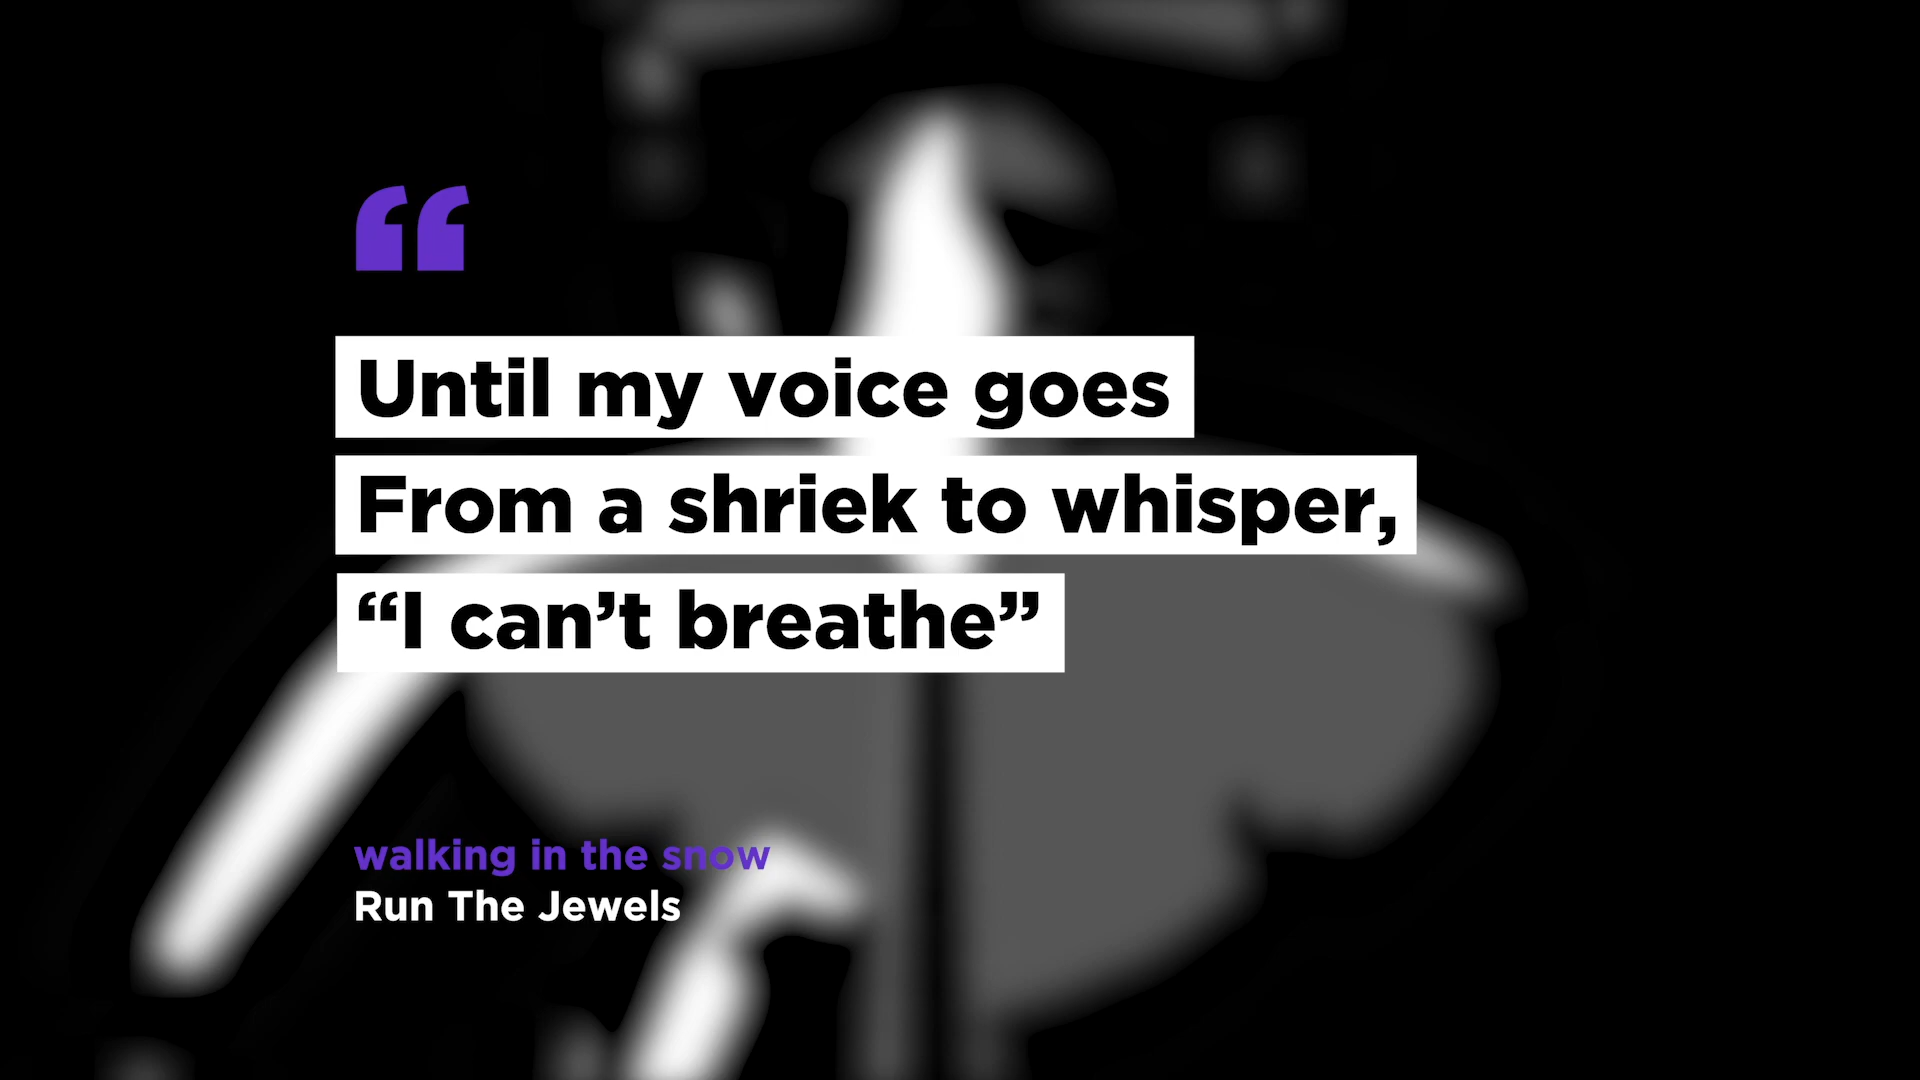 “
Until my voice goes
From a shriek to whisper,
“I can’t breathe”
walking in the snow
Run The Jewels